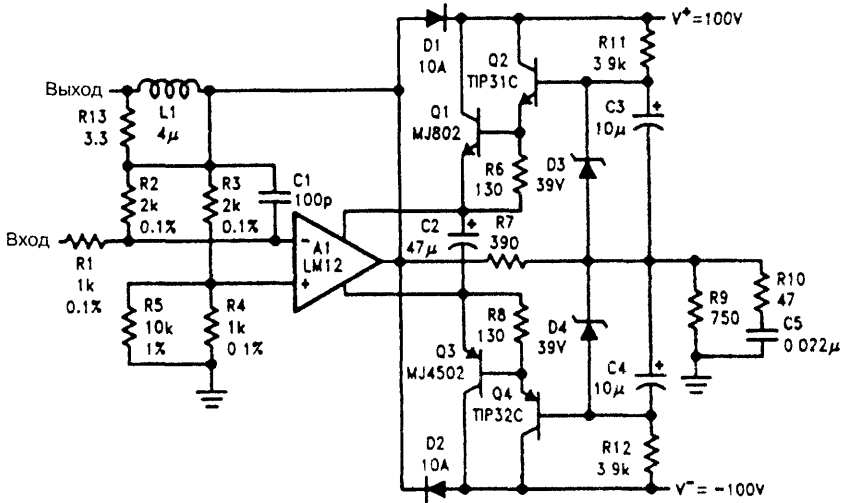 V⁺=100V
D1
10A
Q2
TIP31C
R11
3.9k
Выход
L1
4μ
R13
3.3
Q1
MJ802
C3
+
10μ
R6
130
D3
39V
R2
2k
0.1%
R3
2k
0.1%
C1
100p
Вход
R1
1k
0.1%
−
A1
LM12
+
C2
+
47μ
R7
390
R5
10k
1%
R4
1k
0.1%
R8
130
D4
39V
R9
750
R10
47
C5
0.022μ
Q3
MJ4502
Q4
TIP32C
C4
+
10μ
D2
10A
R12
3.9k
V⁻= −100V